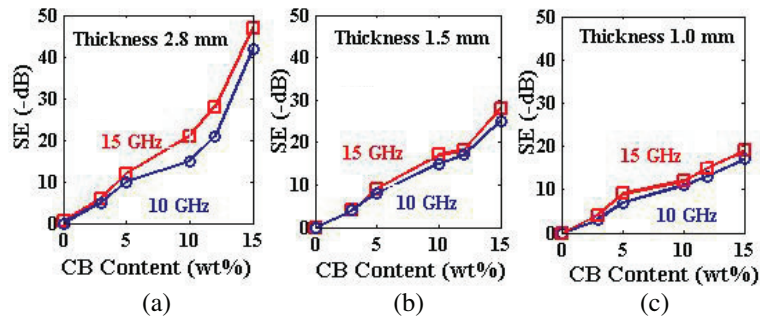 Thickness 2.8 mm
50
40
30
20
10
0
SE (-dB)
15 GHz
10 GHz
0 5 10 15
CB Content (wt%)
(a)
Thickness 1.5 mm
50
40
30
20
10
0
SE (-dB)
15 GHz
10 GHz
0 5 10 15
CB Content (wt%)
(b)
Thickness 1.0 mm
50
40
30
20
10
0
SE (-dB)
15 GHz
10 GHz
0 5 10 15
CB Content (wt%)
(c)